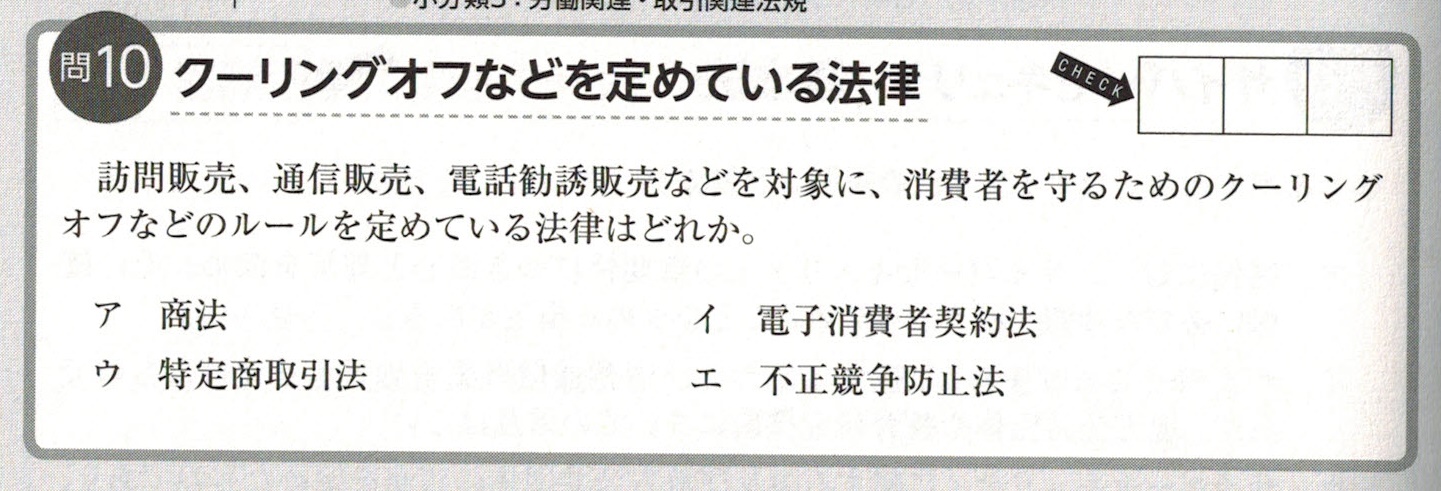 小分類3：労働関連・取引関連法規
問10 クーリングオフなどを定めている法律
CHECK
訪問販売、通信販売、電話勧誘販売などを対象に、消費者を守るためのクーリング
オフなどのルールを定めている法律はどれか。
ア 商法
イ 電子消費者契約法
ウ 特定商取引法
エ 不正競争防止法